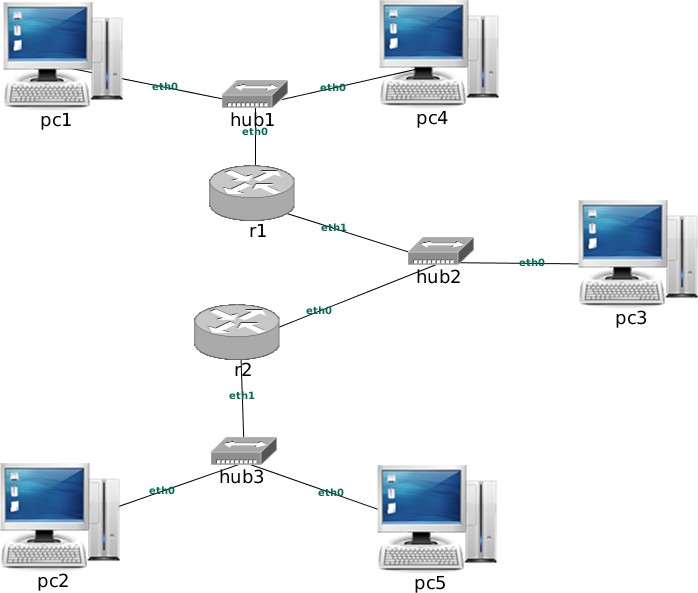 eth0
eth0
pc1
hub1
pc4
eth0
r1
eth1
hub2
eth0
eth0
pc3
r2
eth1
hub3
eth0
eth0
pc2
pc5